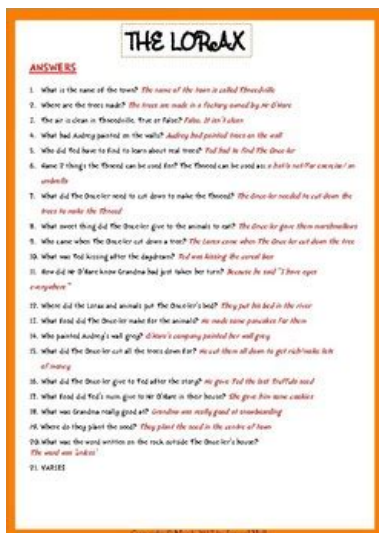 THE LORAX
ANSWERS
1. What is the name of the town? The name of the town is called Thneedville
2. Where are the trees made? The trees are made in a factory owned by Mr O'Hare
3. The air is clean in Thneedville. True or False? False. It isn't clean
4. What had Audrey painted on the walls? Audrey had painted trees on the wall
5. Who did Ted have to find to learn about real trees? Ted had to find The Once-ler
6. Name 2 things the Thneed can be used for? The Thneed can be used as: a hat/a net/for exercise/ an
umbrella
7. What did The Once-ler need to cut down to make the Thneed? The Once-ler needed to cut down the
trees to make the Thneed
8. What sweet thing did The Once-ler give to the animals to eat? The Once-ler gave them marshmallows
9. Who came when The Once-ler cut down a tree? The Lorax came when The Once-ler cut down the tree
10. What was Ted kissing after the daydream? Ted was kissing the cereal box
11. How did Mr O'Hare know Grandma had just taken her turn? Because he said "I have eyes
everywhere"
12. Where did the Lorax and animals put The Once-ler's bed? They put his bed in the river
13. What food did The Once-ler make for the animals? He made some pancakes for them
14. Who painted Audrey's wall grey? O'Hare's company painted her wall grey
15. What did The Once-ler cut all the trees down for? He cut them all down to get rich/make lots
of money
16. What did The Once-ler give to Ted after the story? He gave Ted the last Truffula seed
17. What food did Ted's mum give to Mr O'Hare in their house? She gave him some cookies
18. What was Grandma really good at? Grandma was really good at snowboarding
19. Where do they plant the seed? They plant the seed in the centre of town
20. What was the word written on the rock outside The Once-ler's house?
The word was 'unless'
21. VARIES